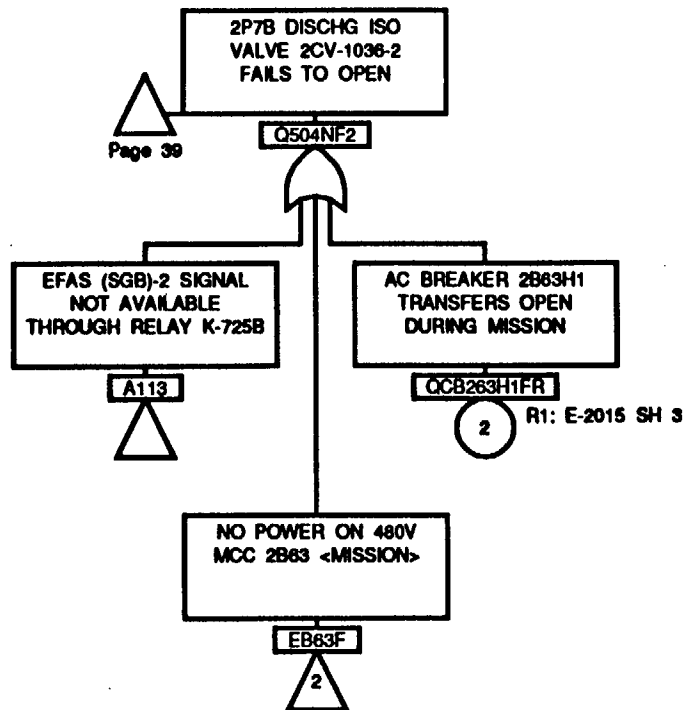 2P7B DISCHG ISO
VALVE 2CV-1036-2
FAILS TO OPEN
Page 39
Q504NF2
EFAS (SGB)-2 SIGNAL
NOT AVAILABLE
THROUGH RELAY K-725B
A113
AC BREAKER 2B63H1
TRANSFERS OPEN
DURING MISSION
QCB263H1FR
2
R1: E-2015 SH 3
NO POWER ON 480V
MCC 2B63 <MISSION>
EB63F
2